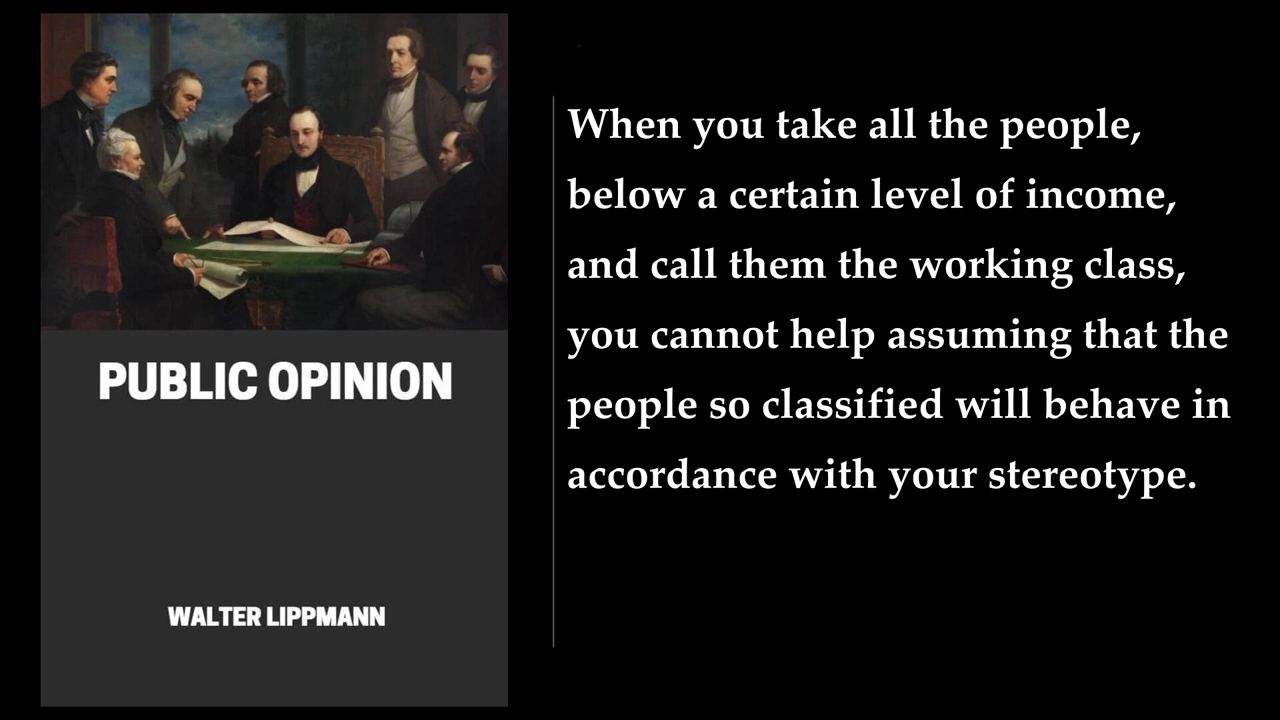 PUBLIC OPINION
WALTER LIPPMANN
When you take all the people,
below a certain level of income,
and call them the working class,
you cannot help assuming that the
people so classified will behave in
accordance with your stereotype.